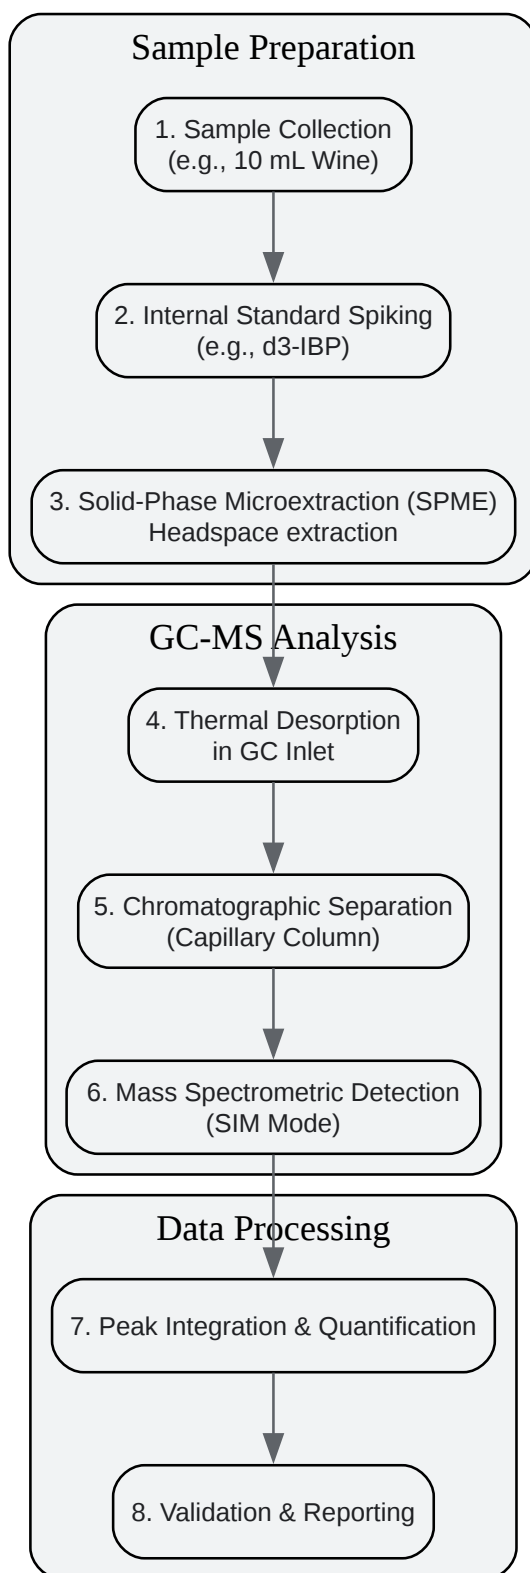 Sample Preparation
1. Sample Collection
(e.g., 10 mL Wine)
2. Internal Standard Spiking
(e.g., d3-IBP)
3. Solid-Phase Microextraction (SPME)
Headspace extraction
GC-MS Analysis
4. Thermal Desorption
in GC Inlet
5. Chromatographic Separation
(Capillary Column)
6. Mass Spectrometric Detection
(SIM Mode)
Data Processing
7. Peak Integration & Quantification
8. Validation & Reporting